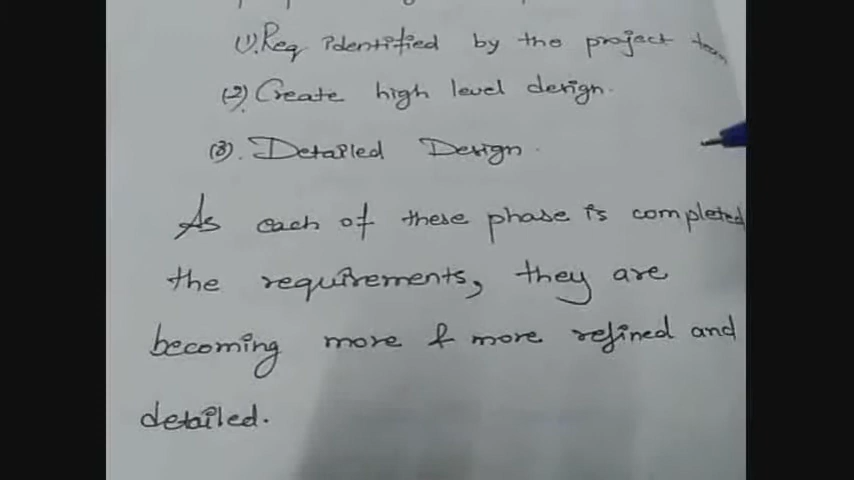 (1). Req identified by the project team
(2). Create high level design.
(3). Detailed Design.
As each of these phase is completed
the requirements, they are
becoming more & more refined and
detailed.